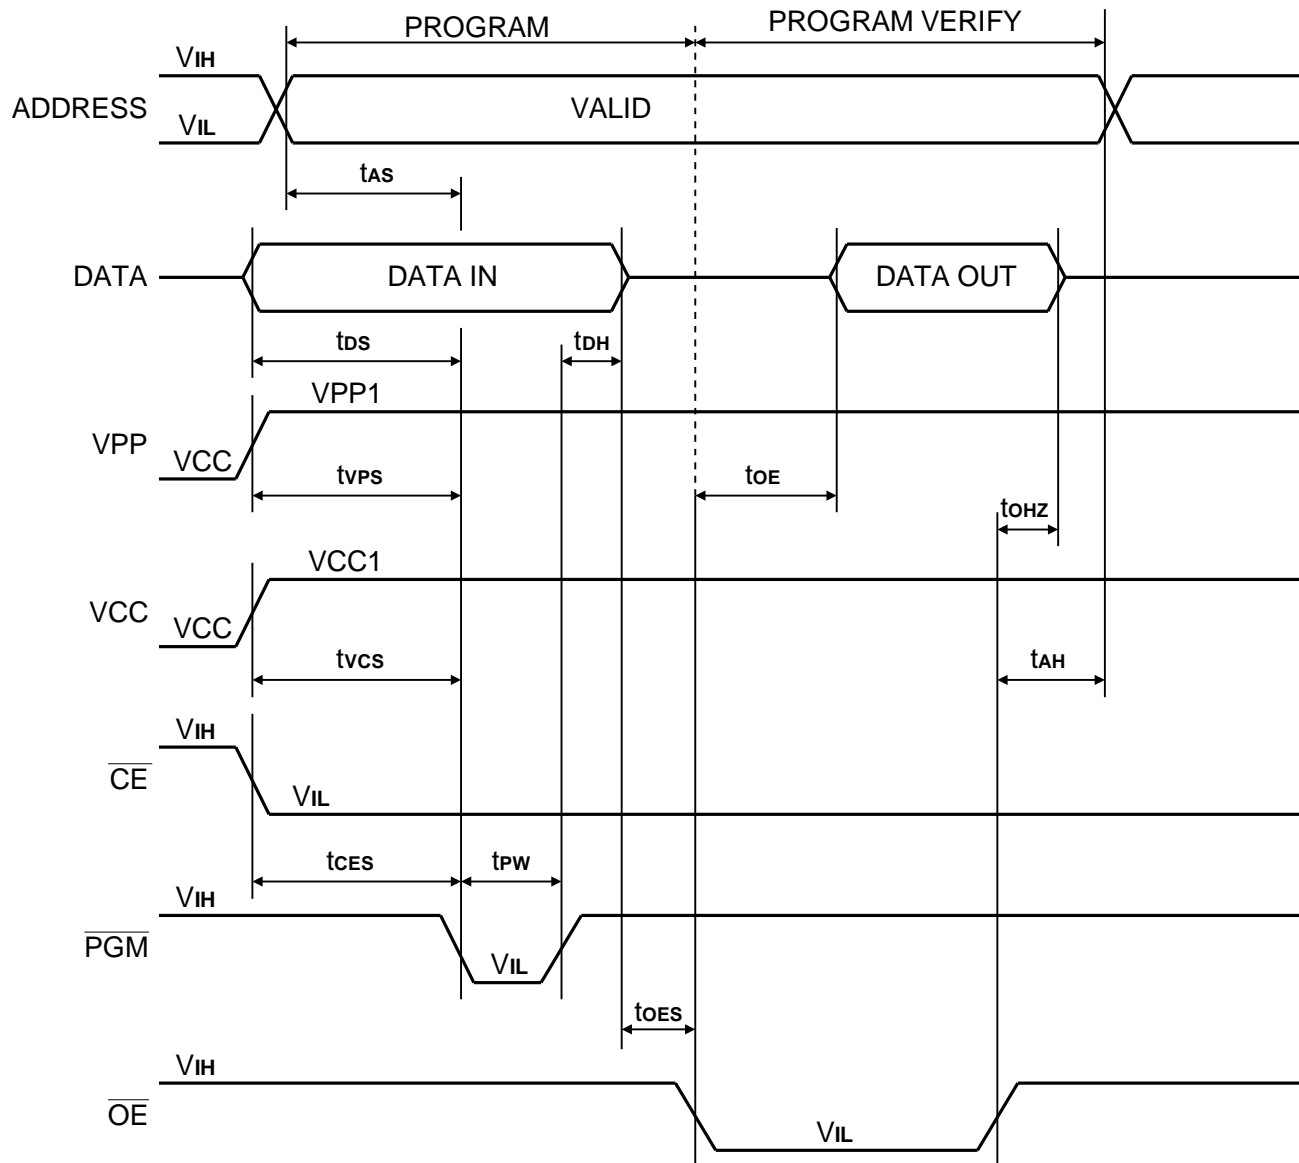 PROGRAM
PROGRAM VERIFY
VIH
ADDRESS
VALID
VIL
tAS
DATA
DATA IN
DATA OUT
tDS
tDH
VPP1
VPP
VCC
tVPS
tOE
tOHZ
VCC1
VCC
VCC
tVCS
tAH
VIH
CE
VIL
tCES
tPW
VIH
PGM
VIL
tOES
VIH
OE
VIL